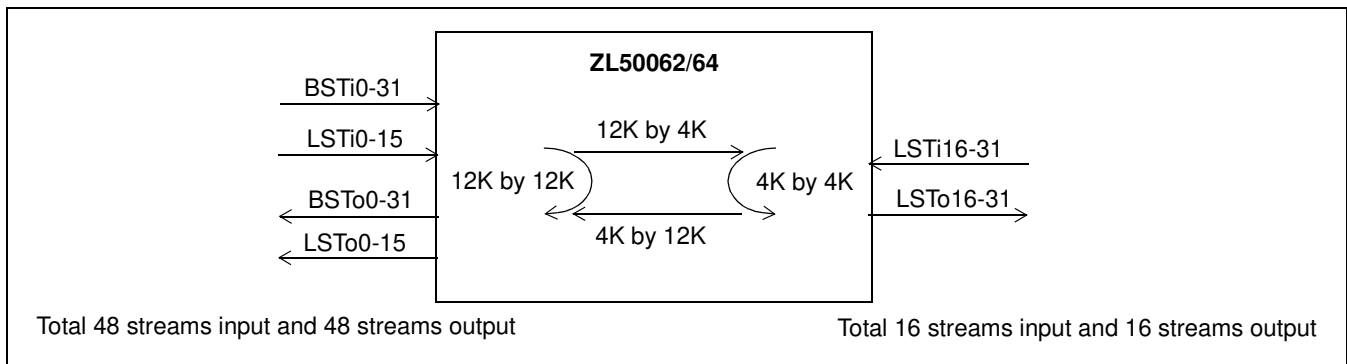 ZL50062/64
BSTi0-31
LSTi0-15
12K by 4K
LSTi16-31
12K by 12K
4K by 4K
BSTo0-31
LSTo16-31
LSTo0-15
4K by 12K
Total 48 streams input and 48 streams output
Total 16 streams input and 16 streams output